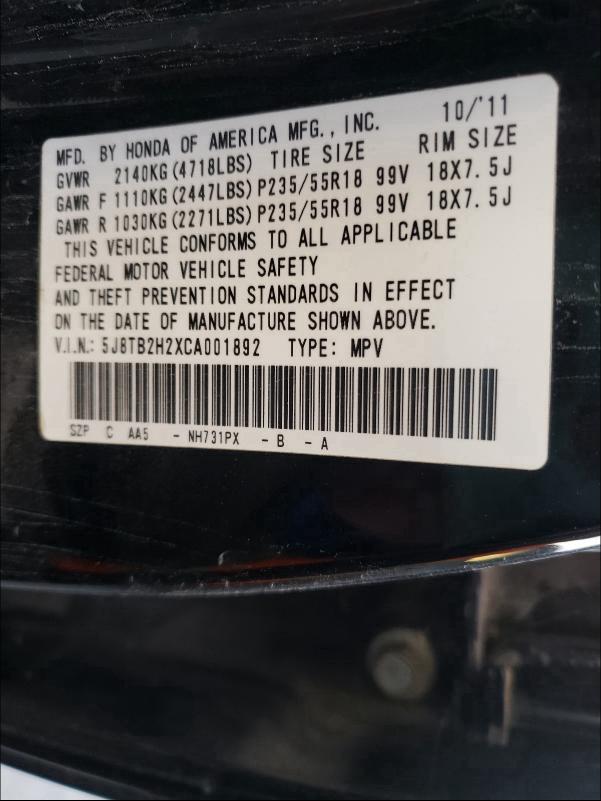 MFD. BY HONDA OF AMERICA MFG., INC. 10/'11
GVWR 2140KG(4718LBS) TIRE SIZE RIM SIZE
GAWR F 1110KG(2447LBS)P235/55R18 99V 18X7.5J
GAWR R 1030KG(2271LBS)P235/55R18 99V 18X7.5J
THIS VEHICLE CONFORMS TO ALL APPLICABLE
FEDERAL MOTOR VEHICLE SAFETY
AND THEFT PREVENTION STANDARDS IN EFFECT
ON THE DATE OF MANUFACTURE SHOWN ABOVE.
V.I.N.: 5J8TB2H2XCA001892 TYPE: MPV
SZP C AA5 - NH731PX - B - A